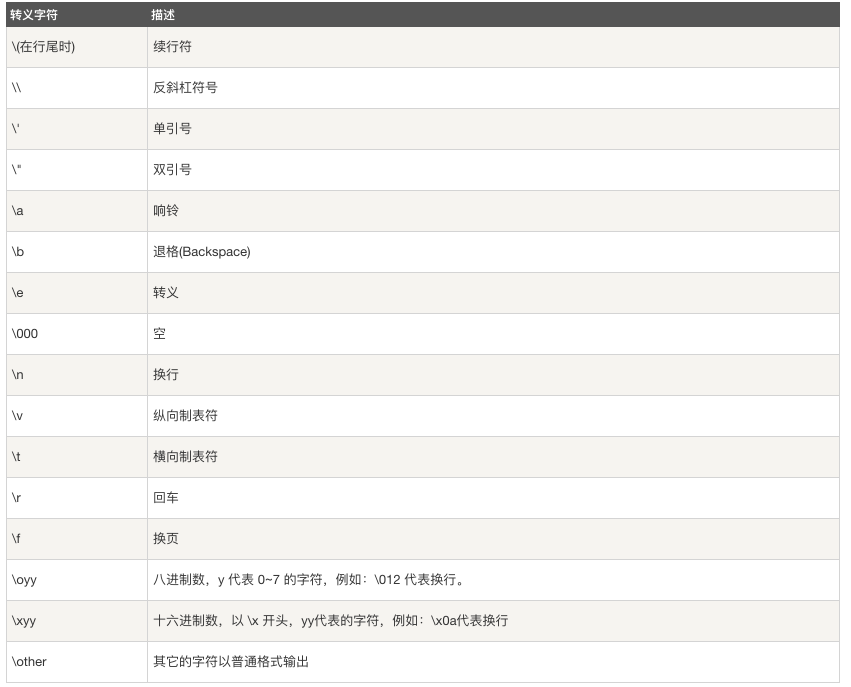 转义字符 描述
\(在行尾时) 续行符
\\ 反斜杠符号
\' 单引号
\" 双引号
\a 响铃
\b 退格(Backspace)
\e 转义
\000 空
\n 换行
\v 纵向制表符
\t 横向制表符
\r 回车
\f 换页
\oyy 八进制数，y 代表 0~7 的字符，例如：\012 代表换行。
\xyy 十六进制数，以 \x 开头，yy代表的字符，例如：\x0a代表换行
\other 其它的字符以普通格式输出